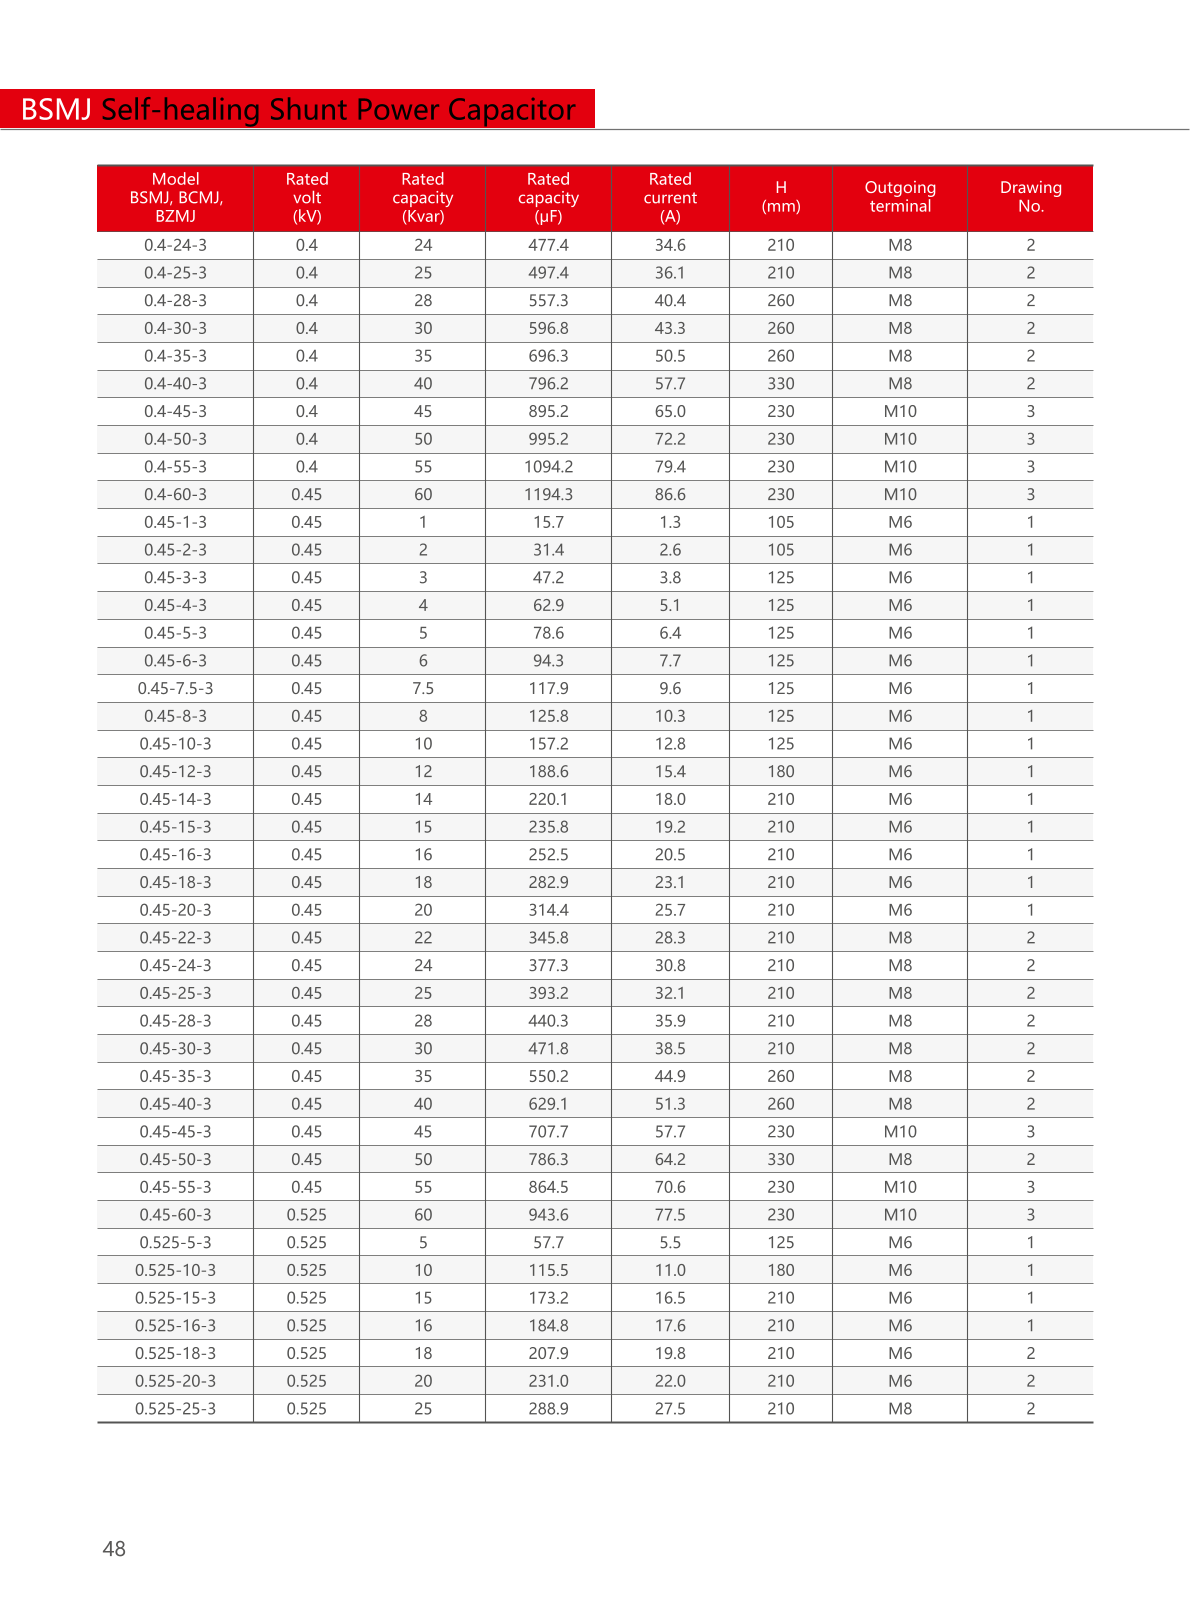 BSMJ Self-healing Shunt Power Capacitor
Model BSMJ, BCMJ, BZMJ | Rated volt (kV) | Rated capacity (Kvar) | Rated capacity (μF) | Rated current (A) | H (mm) | Outgoing terminal | Drawing No.
0.4-24-3 0.4 24 477.4 34.6 210 M8 2
0.4-25-3 0.4 25 497.4 36.1 210 M8 2
0.4-28-3 0.4 28 557.3 40.4 260 M8 2
0.4-30-3 0.4 30 596.8 43.3 260 M8 2
0.4-35-3 0.4 35 696.3 50.5 260 M8 2
0.4-40-3 0.4 40 796.2 57.7 330 M8 2
0.4-45-3 0.4 45 895.2 65.0 230 M10 3
0.4-50-3 0.4 50 995.2 72.2 230 M10 3
0.4-55-3 0.4 55 1094.2 79.4 230 M10 3
0.4-60-3 0.45 60 1194.3 86.6 230 M10 3
0.45-1-3 0.45 1 15.7 1.3 105 M6 1
0.45-2-3 0.45 2 31.4 2.6 105 M6 1
0.45-3-3 0.45 3 47.2 3.8 125 M6 1
0.45-4-3 0.45 4 62.9 5.1 125 M6 1
0.45-5-3 0.45 5 78.6 6.4 125 M6 1
0.45-6-3 0.45 6 94.3 7.7 125 M6 1
0.45-7.5-3 0.45 7.5 117.9 9.6 125 M6 1
0.45-8-3 0.45 8 125.8 10.3 125 M6 1
0.45-10-3 0.45 10 157.2 12.8 125 M6 1
0.45-12-3 0.45 12 188.6 15.4 180 M6 1
0.45-14-3 0.45 14 220.1 18.0 210 M6 1
0.45-15-3 0.45 15 235.8 19.2 210 M6 1
0.45-16-3 0.45 16 252.5 20.5 210 M6 1
0.45-18-3 0.45 18 282.9 23.1 210 M6 1
0.45-20-3 0.45 20 314.4 25.7 210 M6 1
0.45-22-3 0.45 22 345.8 28.3 210 M8 2
0.45-24-3 0.45 24 377.3 30.8 210 M8 2
0.45-25-3 0.45 25 393.2 32.1 210 M8 2
0.45-28-3 0.45 28 440.3 35.9 210 M8 2
0.45-30-3 0.45 30 471.8 38.5 210 M8 2
0.45-35-3 0.45 35 550.2 44.9 260 M8 2
0.45-40-3 0.45 40 629.1 51.3 260 M8 2
0.45-45-3 0.45 45 707.7 57.7 230 M10 3
0.45-50-3 0.45 50 786.3 64.2 330 M8 2
0.45-55-3 0.45 55 864.5 70.6 230 M10 3
0.45-60-3 0.525 60 943.6 77.5 230 M10 3
0.525-5-3 0.525 5 57.7 5.5 125 M6 1
0.525-10-3 0.525 10 115.5 11.0 180 M6 1
0.525-15-3 0.525 15 173.2 16.5 210 M6 1
0.525-16-3 0.525 16 184.8 17.6 210 M6 1
0.525-18-3 0.525 18 207.9 19.8 210 M6 2
0.525-20-3 0.525 20 231.0 22.0 210 M6 2
0.525-25-3 0.525 25 288.9 27.5 210 M8 2
48